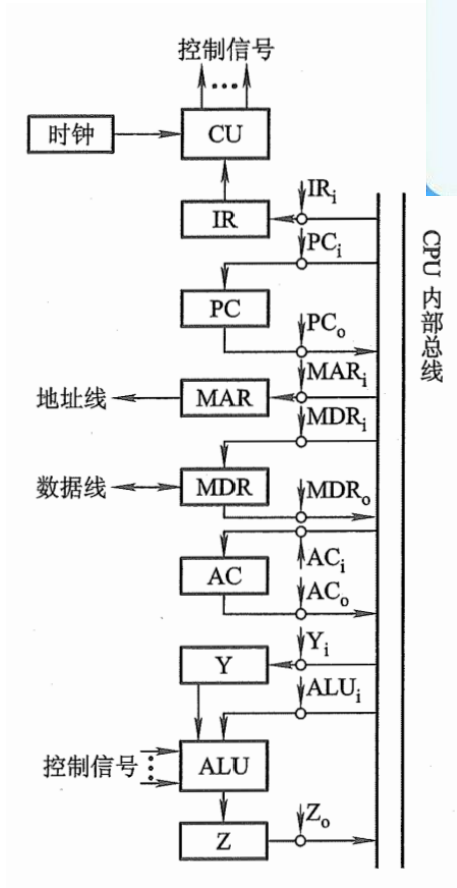 控制信号
时钟
CU
IR
IRᵢ
PCᵢ
PC
PCₒ
MARᵢ
地址线
MAR
MDRᵢ
数据线
MDR
MDRₒ
ACᵢ
AC
ACₒ
Yᵢ
Y
ALUᵢ
控制信号
ALU
Zₒ
Z
CPU 内部总线